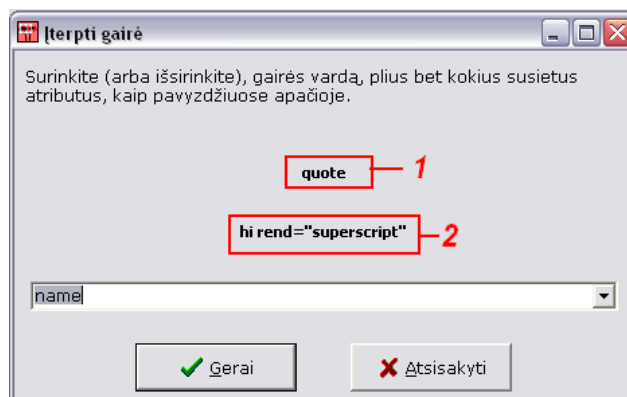 Įterpti gairė
Surinkite (arba išsirinkite), gairės vardą, plius bet kokius susietus
atributus, kaip pavyzdžiuose apačioje.
quote 1
hi rend="superscript" 2
name
Gerai Atsisakyti